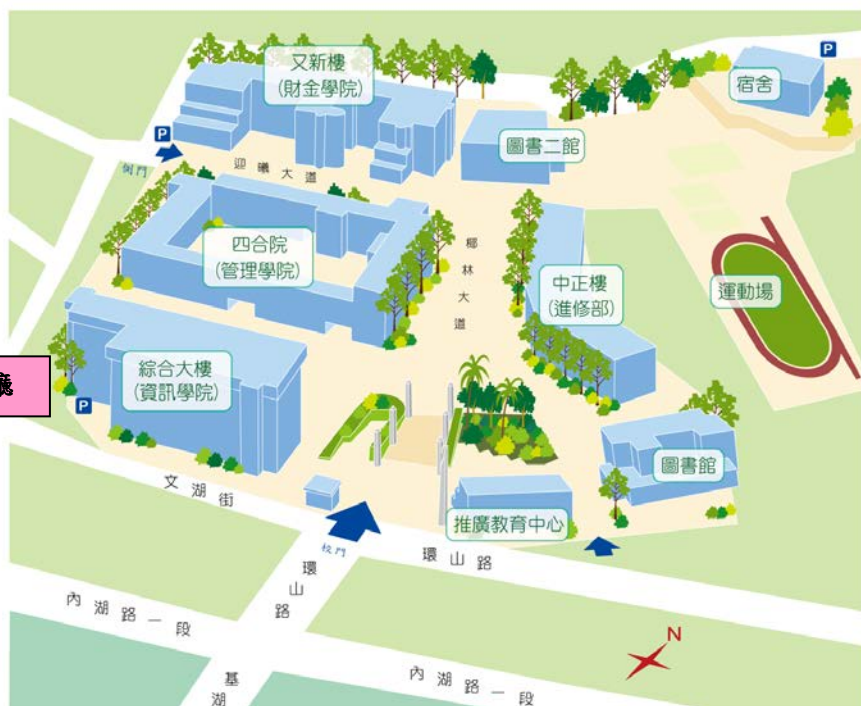 又新樓
(財金學院)
P
宿舍
圖書二館
P
側門
迎曦大道
四合院
(管理學院)
椰林大道
中正樓
(進修部)
運動場
綜合大樓
(資訊學院)
P
圖書館
文湖街
推廣教育中心
校門
環山路
環山路
內湖路一段
N
內湖路一段
基湖